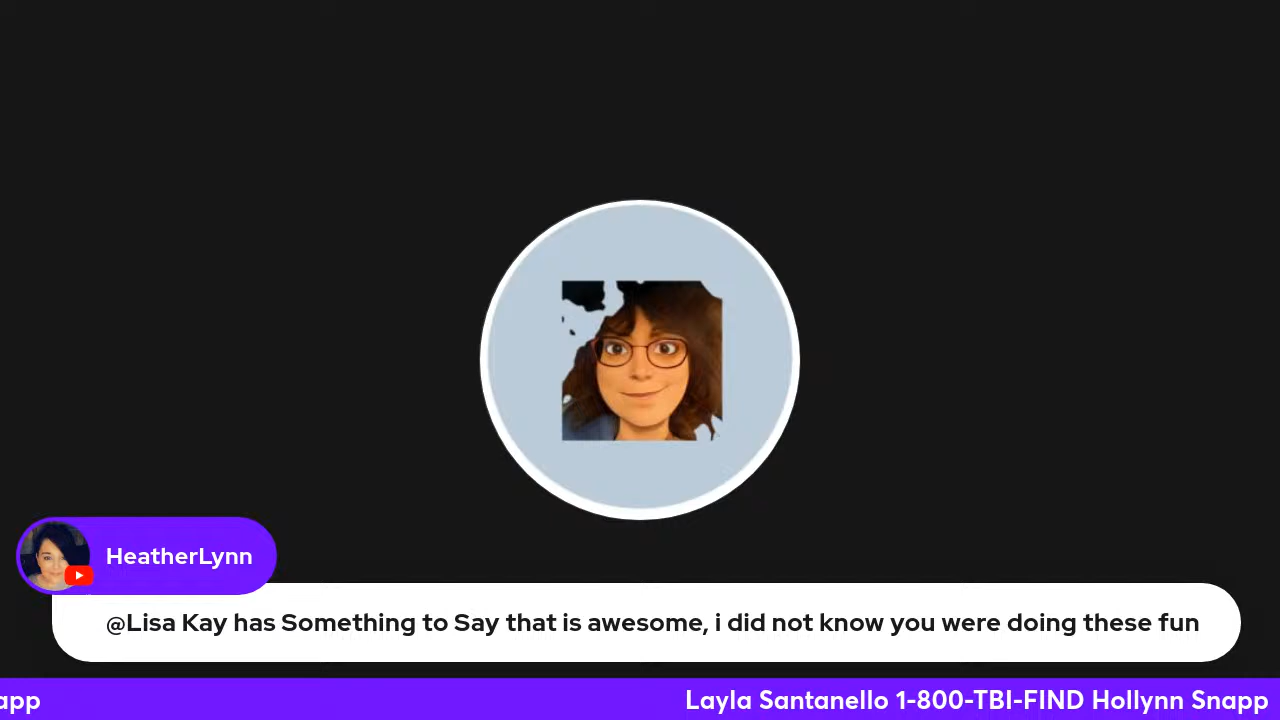 HeatherLynn
@Lisa Kay has Something to Say that is awesome, i did not know you were doing these fun
app
Layla Santanello 1-800-TBI-FIND Hollynn Snapp